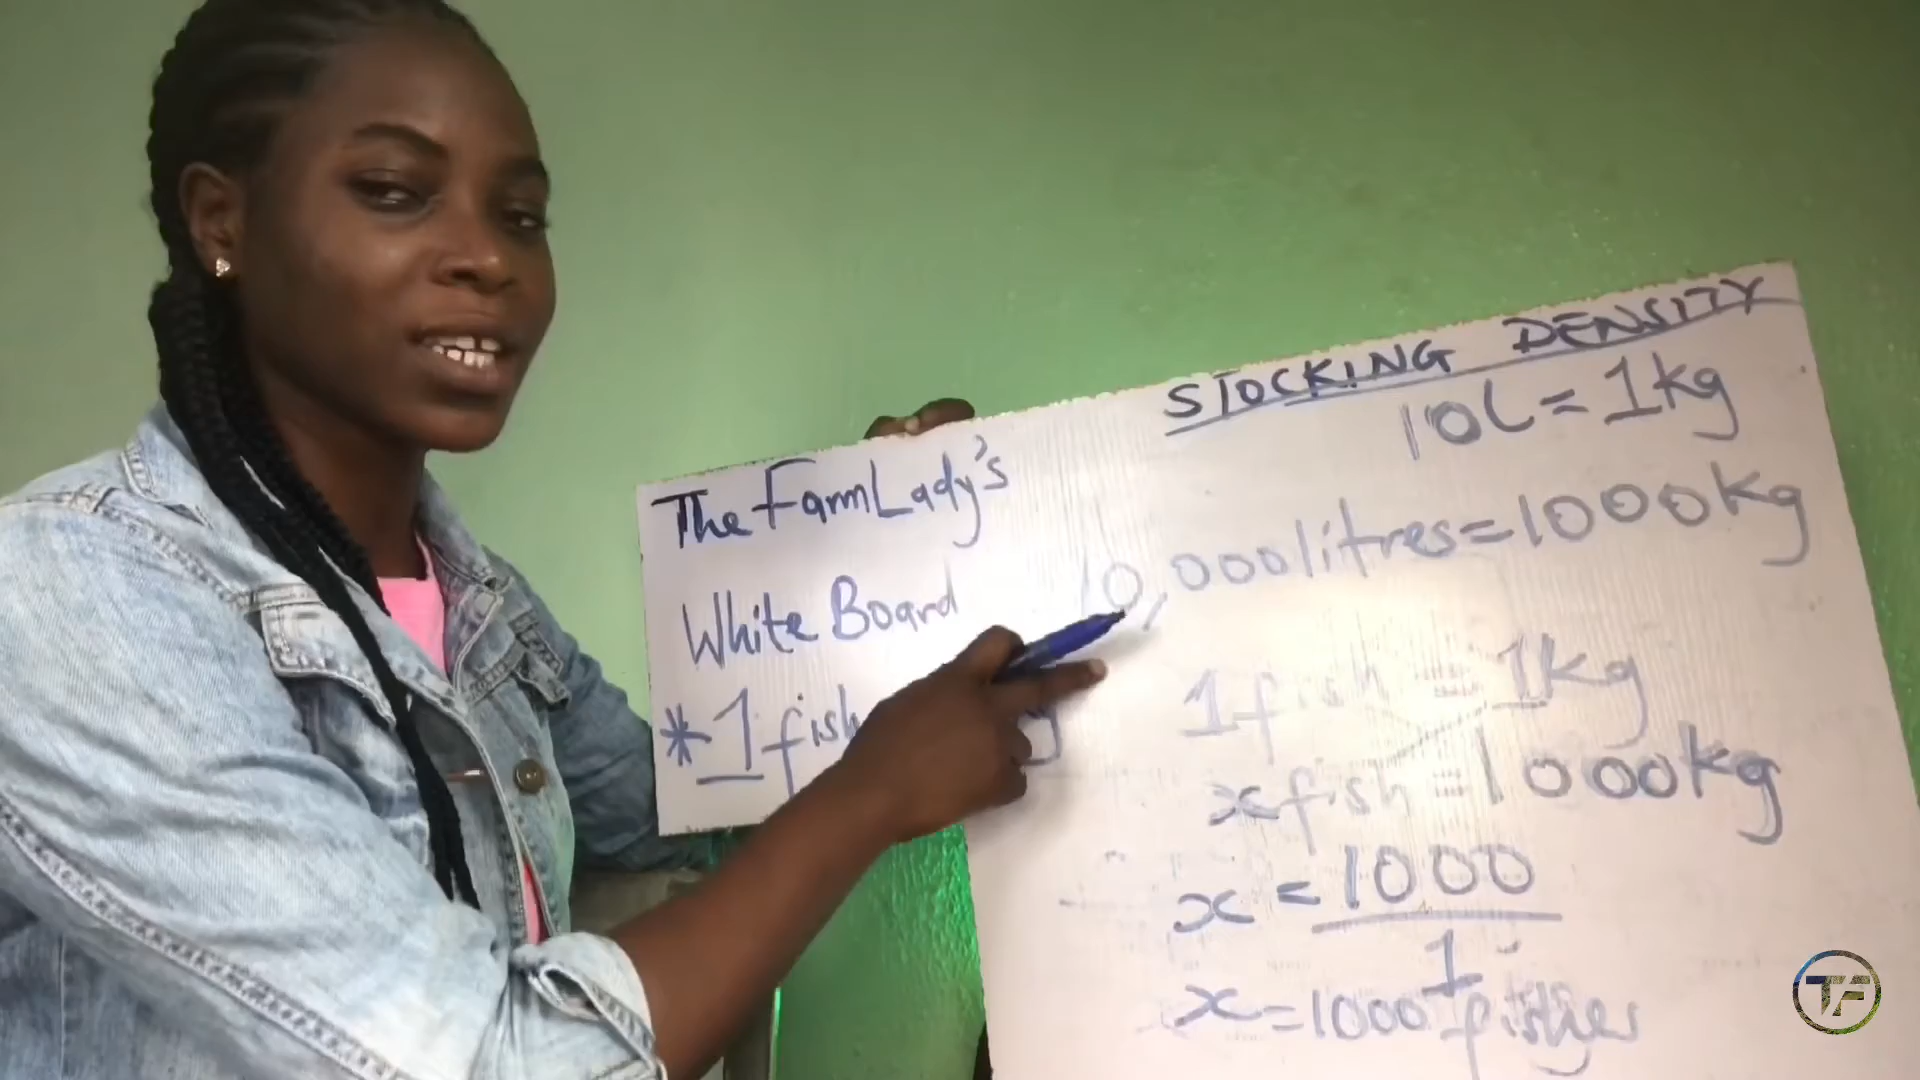 The FarmLady's
White Board
* 1 fish
STOCKING DENSITY
10L = 1kg
10,000 litres = 1000kg
1 fish = 1kg
x fish = 1000kg
x = 1000
1
x = 1000 fishes
TF